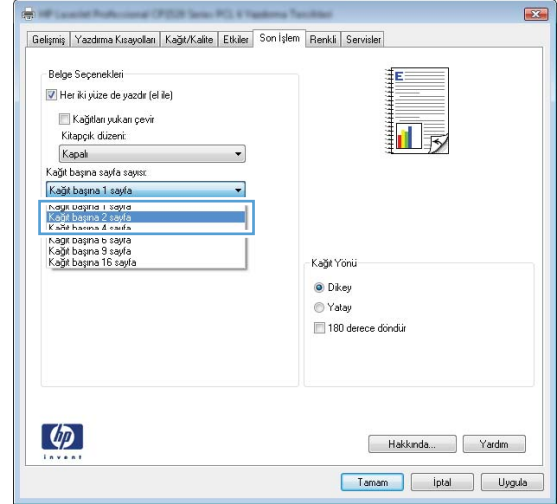 Gelişmiş Yazdırma Kısayolları Kağıt/Kalite Etkiler Son İşlem Renkli Servisler
Belge Seçenekleri
Her iki yüze de yazdır (el ile)
Kağıtları yukarı çevir
Kitapçık düzeni:
Kapalı
Kağıt başına sayfa sayısı:
Kağıt başına 1 sayfa
Kağıt başına 1 sayfa
Kağıt başına 2 sayfa
Kağıt başına 4 sayfa
Kağıt başına 6 sayfa
Kağıt başına 9 sayfa
Kağıt başına 16 sayfa
E
Kağıt Yönü
Dikey
Yatay
180 derece döndür
hp
invent
Hakkında... Yardım
Tamam İptal Uygula